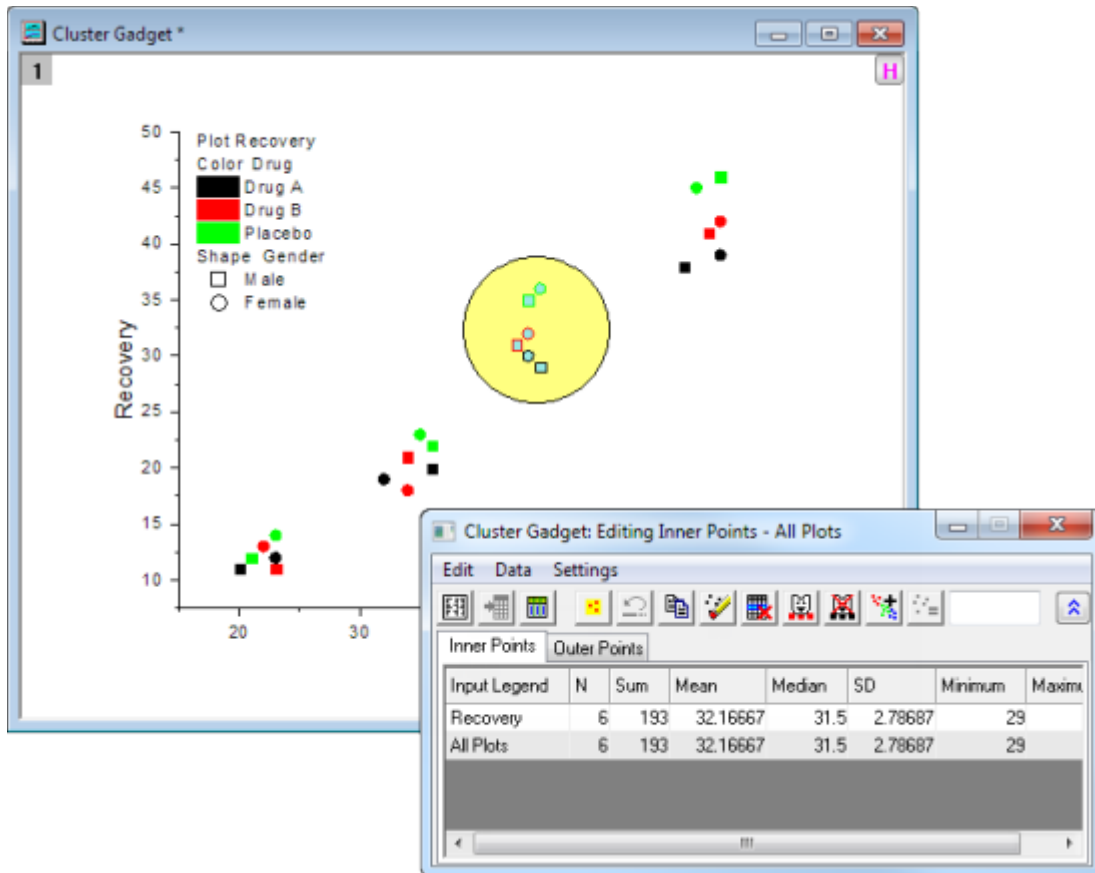 Cluster Gadget *
1
H
50
45
40
35
30
25
20
15
10
Recovery
Plot Recovery
Color Drug
Drug A
Drug B
Placebo
Shape Gender
Male
Female
20
30
Cluster Gadget: Editing Inner Points - All Plots
Edit Data Settings
Inner Points Outer Points
Input Legend N Sum Mean Median SD Minimum Maximu
Recovery 6 193 32.16667 31.5 2.78687 29
All Plots 6 193 32.16667 31.5 2.78687 29